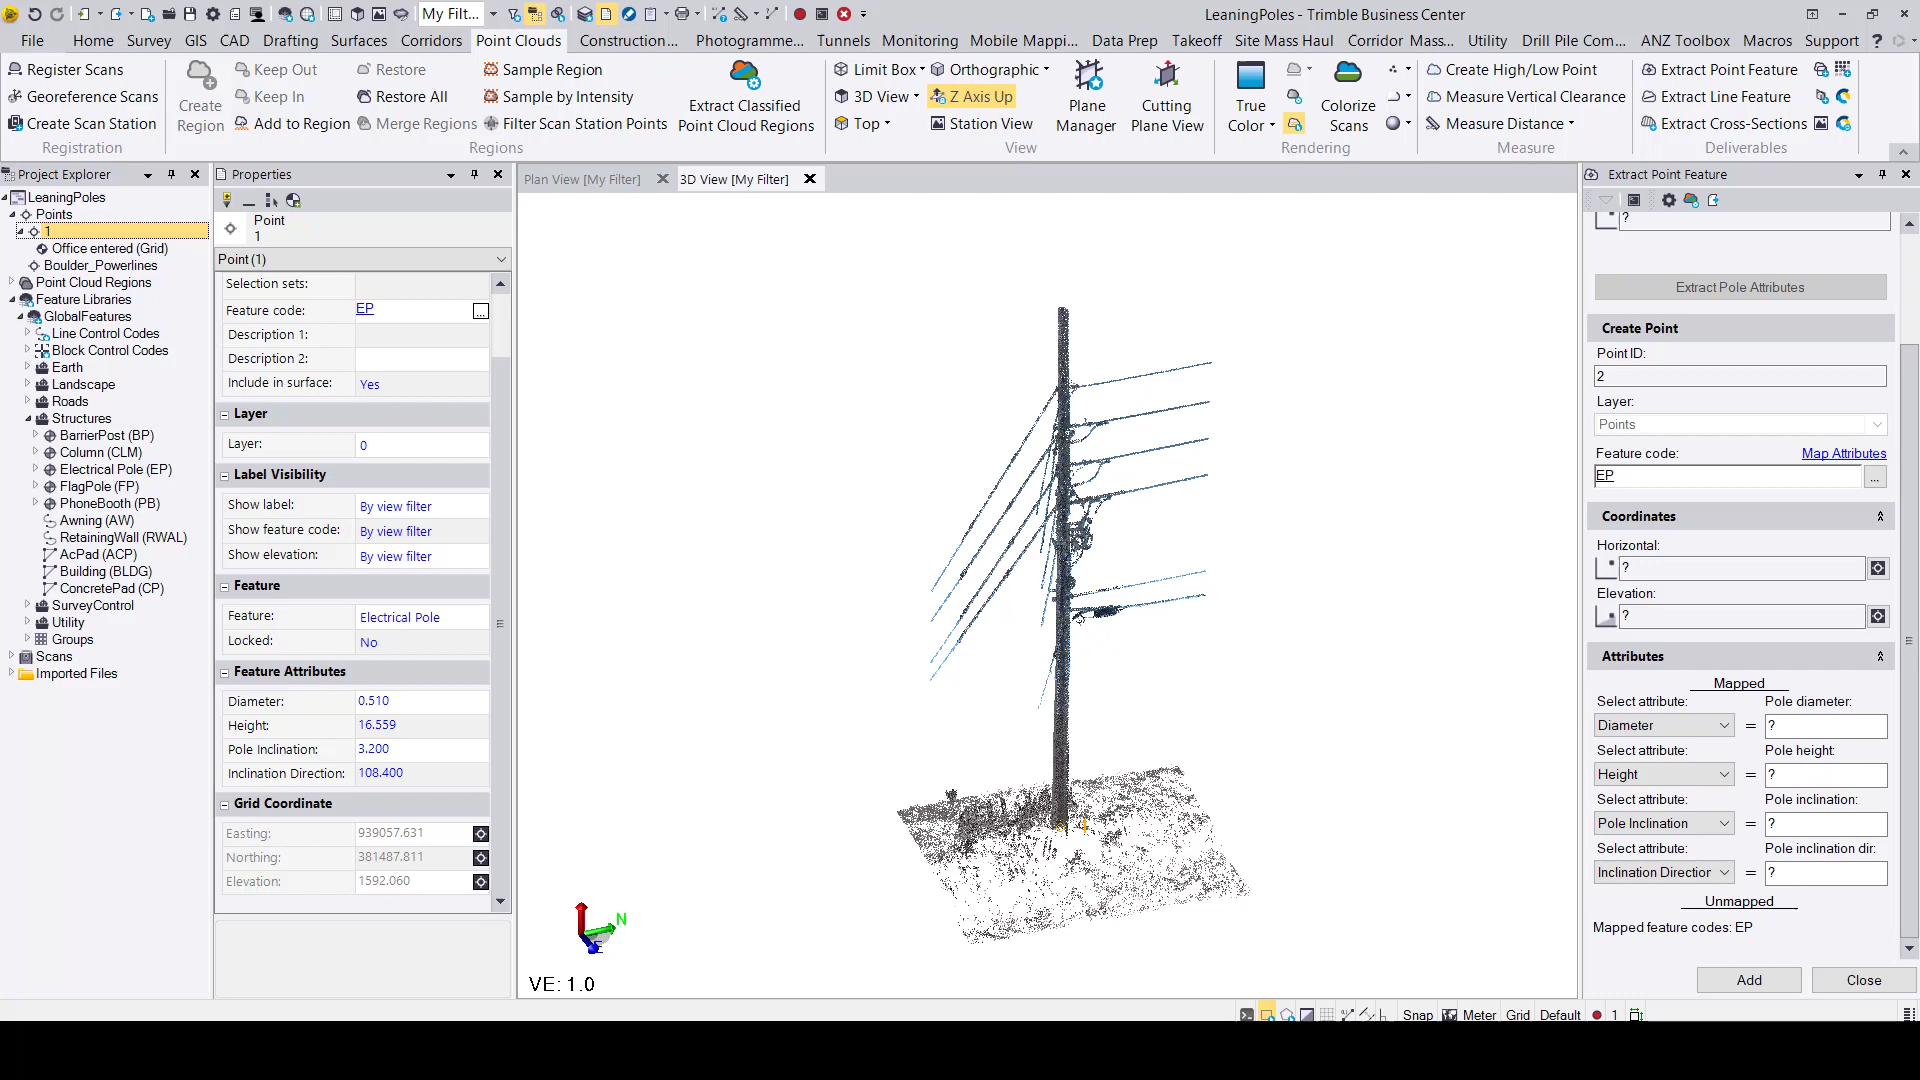 My Filt...
LeaningPoles - Trimble Business Center
File Home Survey GIS CAD Drafting Surfaces Corridors Point Clouds Construction... Photogramme... Tunnels Monitoring Mobile Mappi... Data Prep Takeoff Site Mass Haul Corridor Mass... Utility Drill Pile Com... ANZ Toolbox Macros Support
Register Scans
Georeference Scans
Create Scan Station
Registration
Create Region
Keep Out
Keep In
Add to Region
Restore
Restore All
Merge Regions
Sample Region
Sample by Intensity
Filter Scan Station Points
Extract Classified
Point Cloud Regions
Regions
Limit Box
3D View
Top
Orthographic
Z Axis Up
Station View
Plane Manager
Cutting Plane View
View
True Color
Colorize Scans
Rendering
Create High/Low Point
Measure Vertical Clearance
Measure Distance
Measure
Extract Point Feature
Extract Line Feature
Extract Cross-Sections
Deliverables
Project Explorer
LeaningPoles
Points
1
Office entered (Grid)
Boulder_Powerlines
Point Cloud Regions
Feature Libraries
GlobalFeatures
Line Control Codes
Block Control Codes
Earth
Landscape
Roads
Structures
BarrierPost (BP)
Column (CLM)
Electrical Pole (EP)
FlagPole (FP)
PhoneBooth (PB)
Awning (AW)
RetainingWall (RWAL)
AcPad (ACP)
Building (BLDG)
ConcretePad (CP)
SurveyControl
Utility
Groups
Scans
Imported Files
Properties
Point
1
Point (1)
Selection sets:
Feature code: EP ...
Description 1:
Description 2:
Include in surface: Yes
Layer
Layer: 0
Label Visibility
Show label: By view filter
Show feature code: By view filter
Show elevation: By view filter
Feature
Feature: Electrical Pole
Locked: No
Feature Attributes
Diameter: 0.510
Height: 16.559
Pole Inclination: 3.200
Inclination Direction: 108.400
Grid Coordinate
Easting: 939057.631
Northing: 381487.811
Elevation: 1592.060
Plan View [My Filter]
3D View [My Filter]
N
E
VE: 1.0
Extract Point Feature
?
Extract Pole Attributes
Create Point
Point ID:
2
Layer:
Points
Feature code: Map Attributes
EP ...
Coordinates
Horizontal:
?
Elevation:
?
Attributes
Mapped
Select attribute: Pole diameter:
Diameter = ?
Select attribute: Pole height:
Height = ?
Select attribute: Pole inclination:
Pole Inclination = ?
Select attribute: Pole inclination dir:
Inclination Direction = ?
Unmapped
Mapped feature codes: EP
Add Close
Snap Meter Grid Default 1